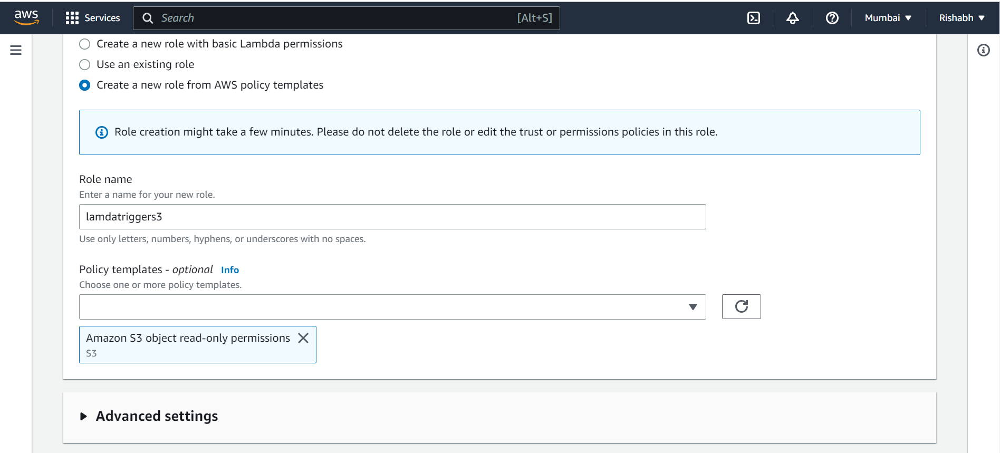 aws
Services
Search
[Alt+S]
Mumbai
Rishabh
Create a new role with basic Lambda permissions
Use an existing role
Create a new role from AWS policy templates
Role creation might take a few minutes. Please do not delete the role or edit the trust or permissions policies in this role.
Role name
Enter a name for your new role.
lamdatriggers3
Use only letters, numbers, hyphens, or underscores with no spaces.
Policy templates - optional Info
Choose one or more policy templates.
Amazon S3 object read-only permissions
S3
Advanced settings